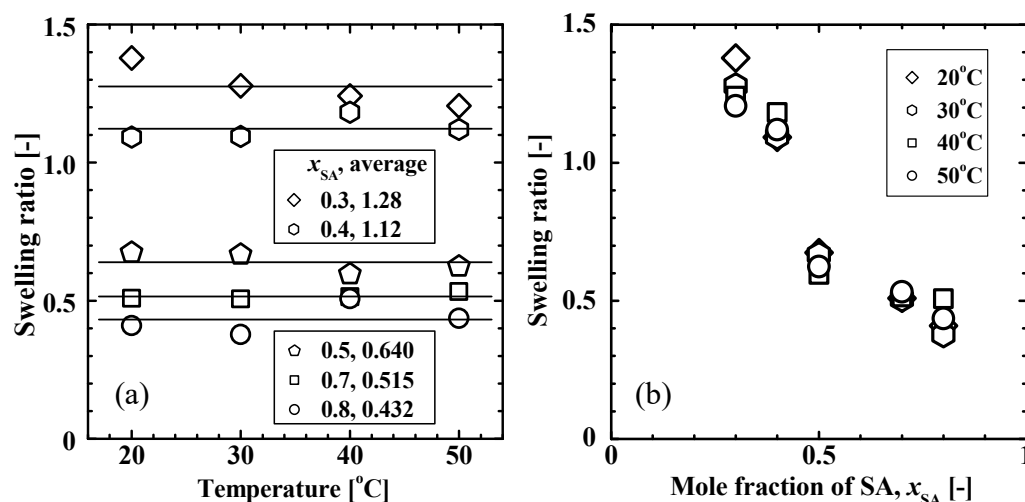 1.5
1.0
0.5
0
Swelling ratio [-]
x_SA, average
0.3, 1.28
0.4, 1.12
0.5, 0.640
0.7, 0.515
0.8, 0.432
(a)
20 30 40 50
Temperature [°C]
1.5
1.0
0.5
0
Swelling ratio [-]
20°C
30°C
40°C
50°C
(b)
0 0.5 1
Mole fraction of SA, x_SA [-]